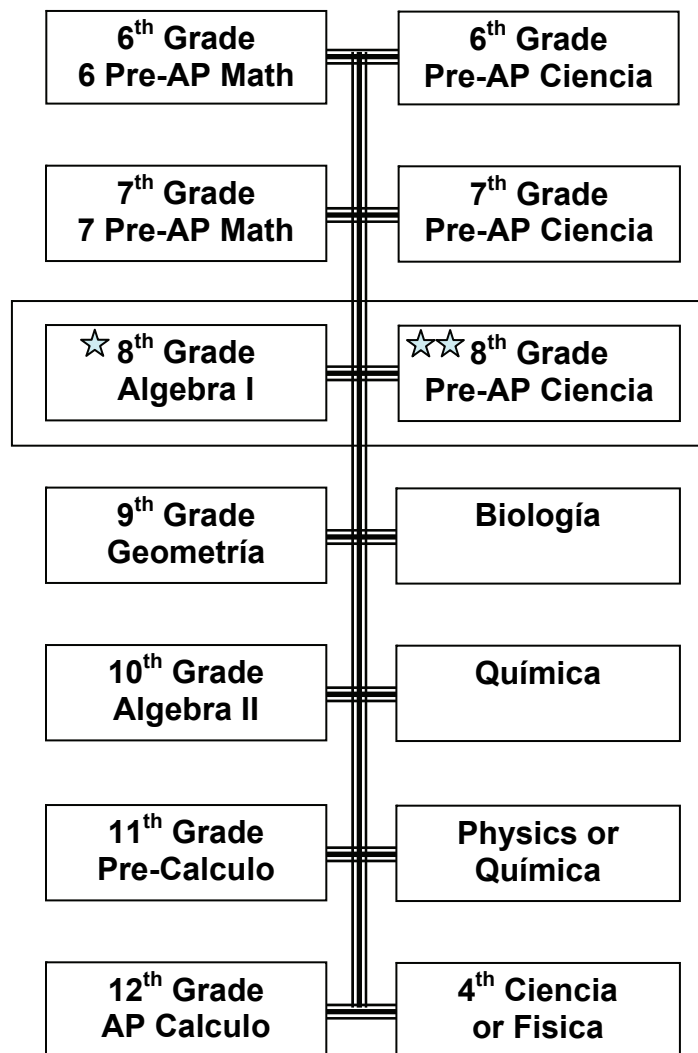 6th Grade
6 Pre-AP Math
6th Grade
Pre-AP Ciencia
7th Grade
7 Pre-AP Math
7th Grade
Pre-AP Ciencia
8th Grade
Algebra I
8th Grade
Pre-AP Ciencia
9th Grade
Geometría
Biología
10th Grade
Algebra II
Química
11th Grade
Pre-Calculo
Physics or
Química
12th Grade
AP Calculo
4th Ciencia
or Fisica